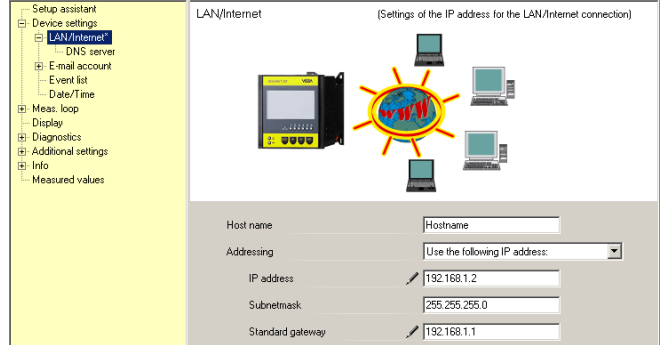 Setup assistant
Device settings
LAN/Internet*
DNS server
E-mail account
Event list
Date/Time
Meas. loop
Display
Diagnostics
Additional settings
Info
Measured values
LAN/Internet (Settings of the IP address for the LAN/Internet connection)
VEGA
WWW
Host name Hostname
Addressing Use the following IP address:
IP address 192.168.1.2
Subnetmask 255.255.255.0
Standard gateway 192.168.1.1